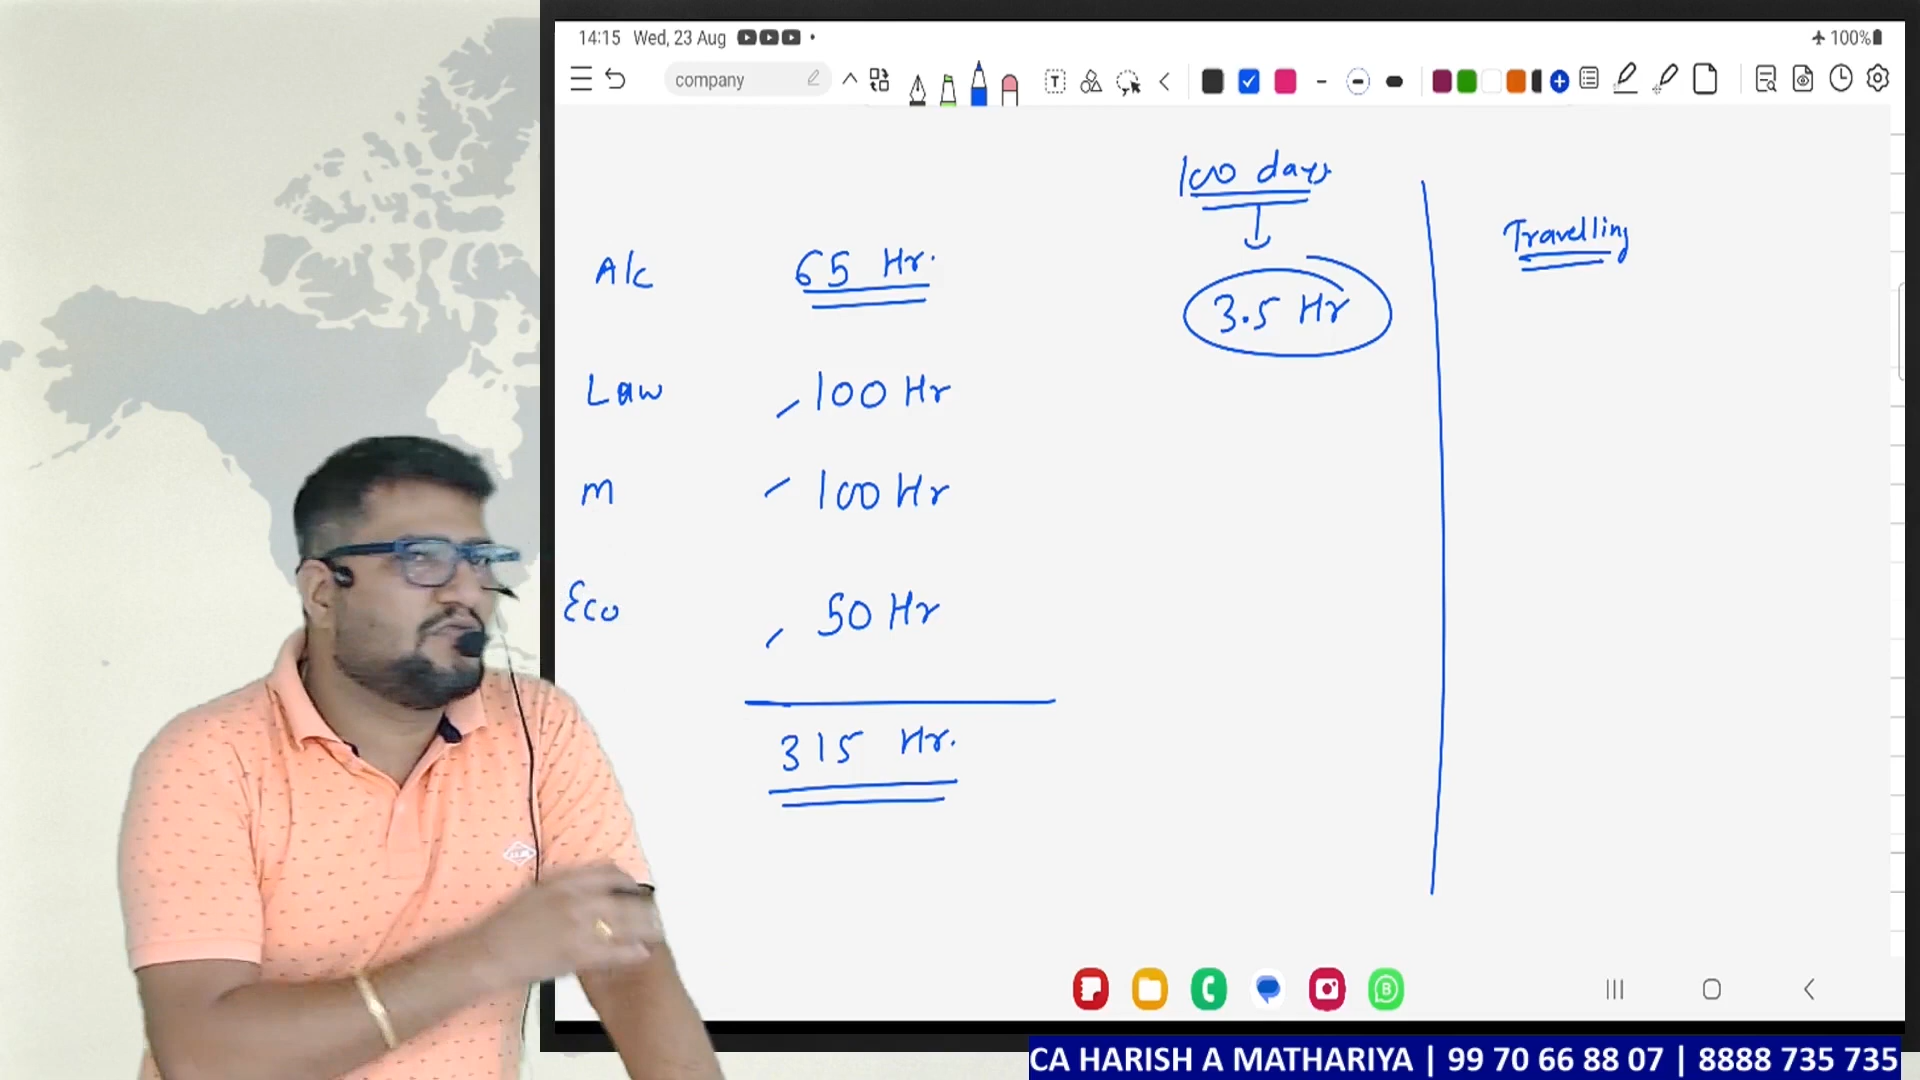 14:15 Wed, 23 Aug
100%
company
T
100 days
3.5 Hr
Travelling
A/c 65 Hr.
Law 100 Hr
M 100 Hr
Eco 50 Hr
315 Hr.
CA HARISH A MATHARIYA | 99 70 66 88 07 | 8888 735 735